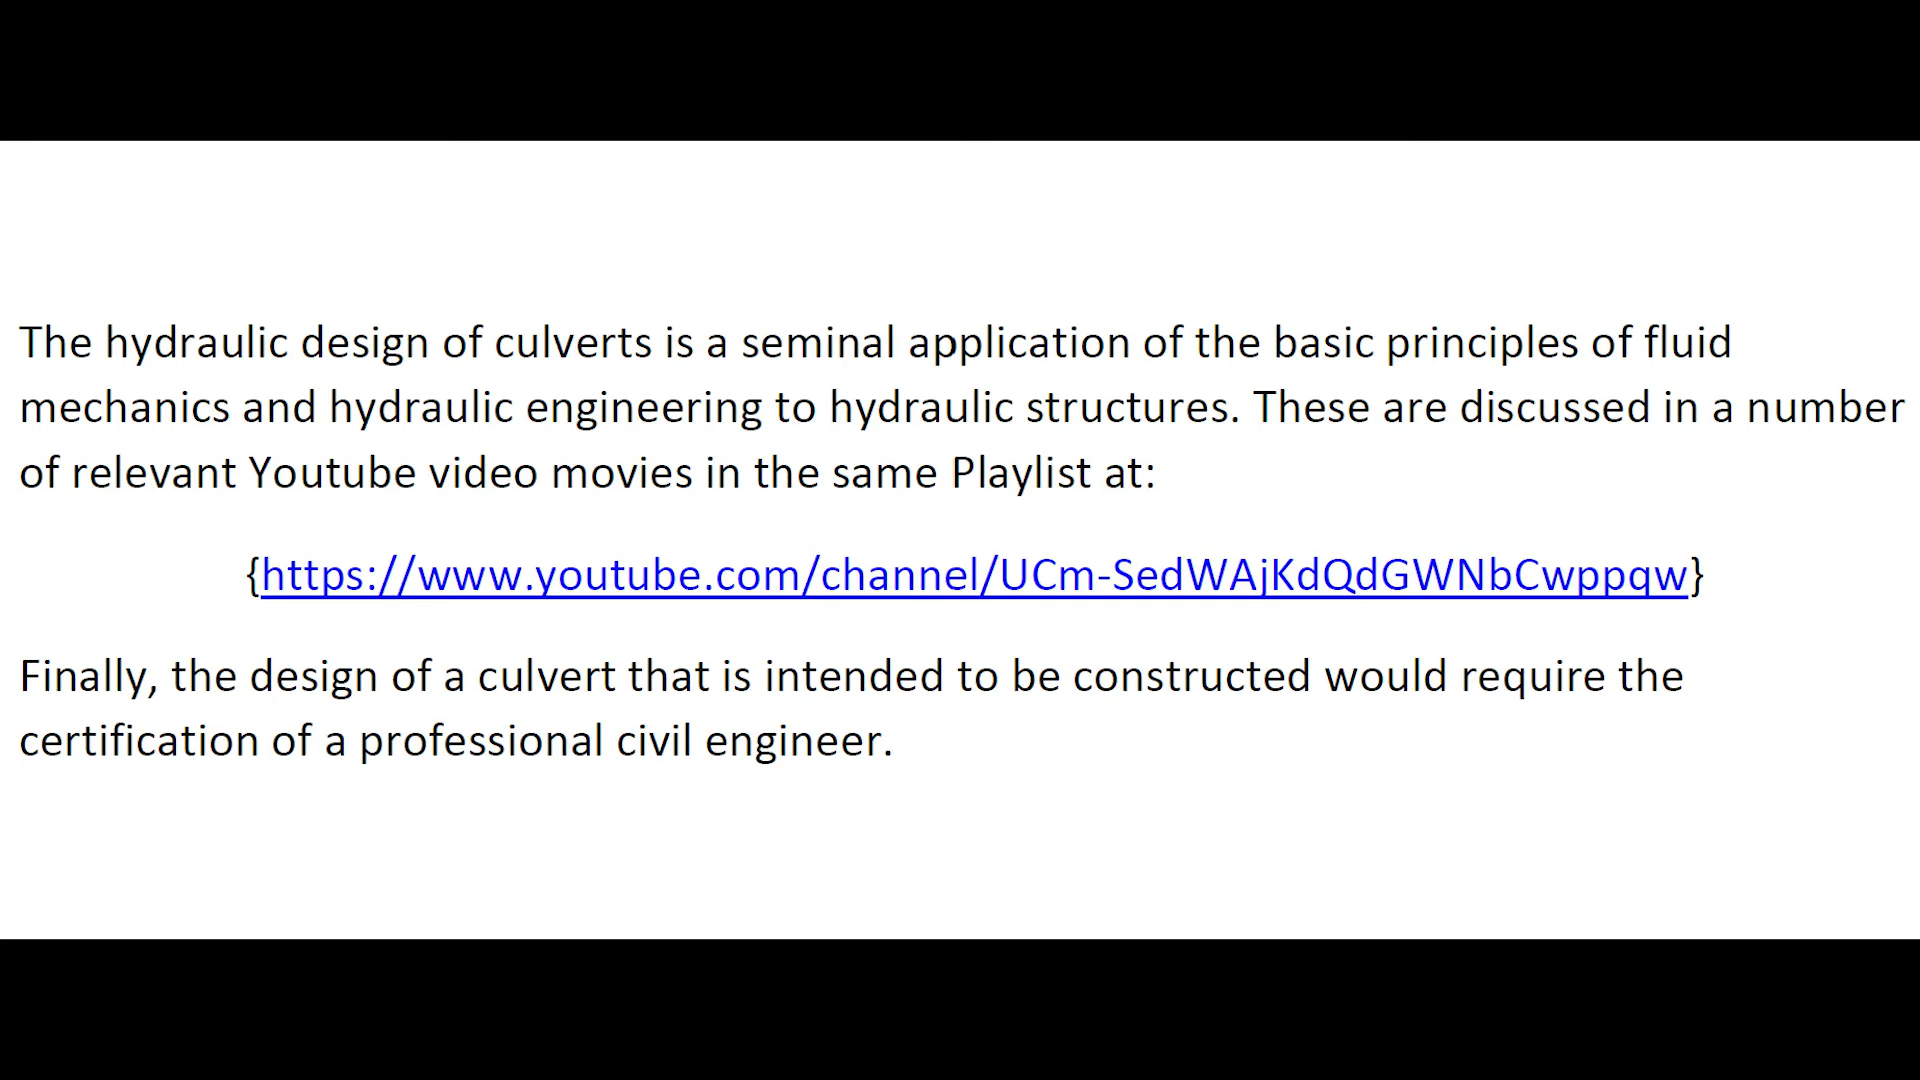 The hydraulic design of culverts is a seminal application of the basic principles of fluid
mechanics and hydraulic engineering to hydraulic structures. These are discussed in a number
of relevant Youtube video movies in the same Playlist at:
{https://www.youtube.com/channel/UCm-SedWAjKdQdGWNbCwppqw}
Finally, the design of a culvert that is intended to be constructed would require the
certification of a professional civil engineer.